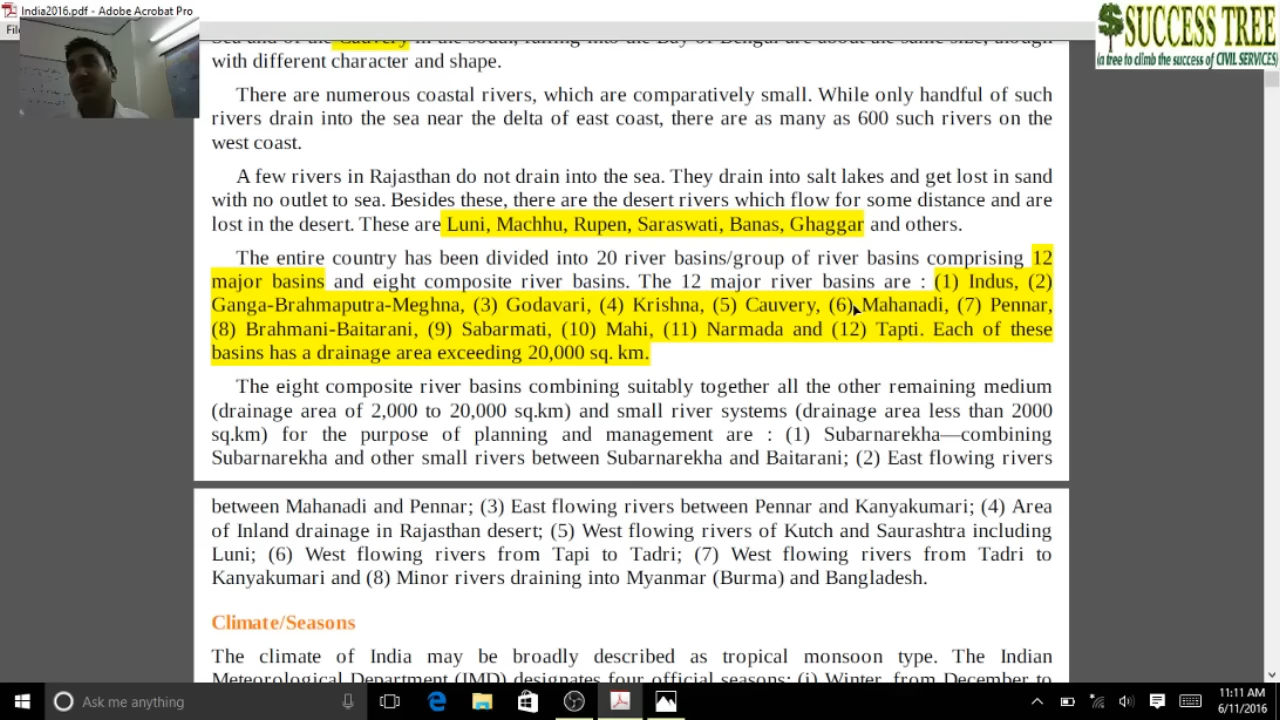 India2016.pdf - Adobe Acrobat Pro
SUCCESS TREE
(a tree to climb the success of CIVIL SERVICES)
with different character and shape.
There are numerous coastal rivers, which are comparatively small. While only handful of such
rivers drain into the sea near the delta of east coast, there are as many as 600 such rivers on the
west coast.
A few rivers in Rajasthan do not drain into the sea. They drain into salt lakes and get lost in sand
with no outlet to sea. Besides these, there are the desert rivers which flow for some distance and are
lost in the desert. These are Luni, Machhu, Rupen, Saraswati, Banas, Ghaggar and others.
The entire country has been divided into 20 river basins/group of river basins comprising 12
major basins and eight composite river basins. The 12 major river basins are : (1) Indus, (2)
Ganga-Brahmaputra-Meghna, (3) Godavari, (4) Krishna, (5) Cauvery, (6) Mahanadi, (7) Pennar,
(8) Brahmani-Baitarani, (9) Sabarmati, (10) Mahi, (11) Narmada and (12) Tapti. Each of these
basins has a drainage area exceeding 20,000 sq. km.
The eight composite river basins combining suitably together all the other remaining medium
(drainage area of 2,000 to 20,000 sq.km) and small river systems (drainage area less than 2000
sq.km) for the purpose of planning and management are : (1) Subarnarekha—combining
Subarnarekha and other small rivers between Subarnarekha and Baitarani; (2) East flowing rivers
between Mahanadi and Pennar; (3) East flowing rivers between Pennar and Kanyakumari; (4) Area
of Inland drainage in Rajasthan desert; (5) West flowing rivers of Kutch and Saurashtra including
Luni; (6) West flowing rivers from Tapi to Tadri; (7) West flowing rivers from Tadri to
Kanyakumari and (8) Minor rivers draining into Myanmar (Burma) and Bangladesh.
Climate/Seasons
The climate of India may be broadly described as tropical monsoon type. The Indian
Meteorological Department (IMD) designates four official seasons: (i) Winter, from December to
Ask me anything
11:11 AM
6/11/2016